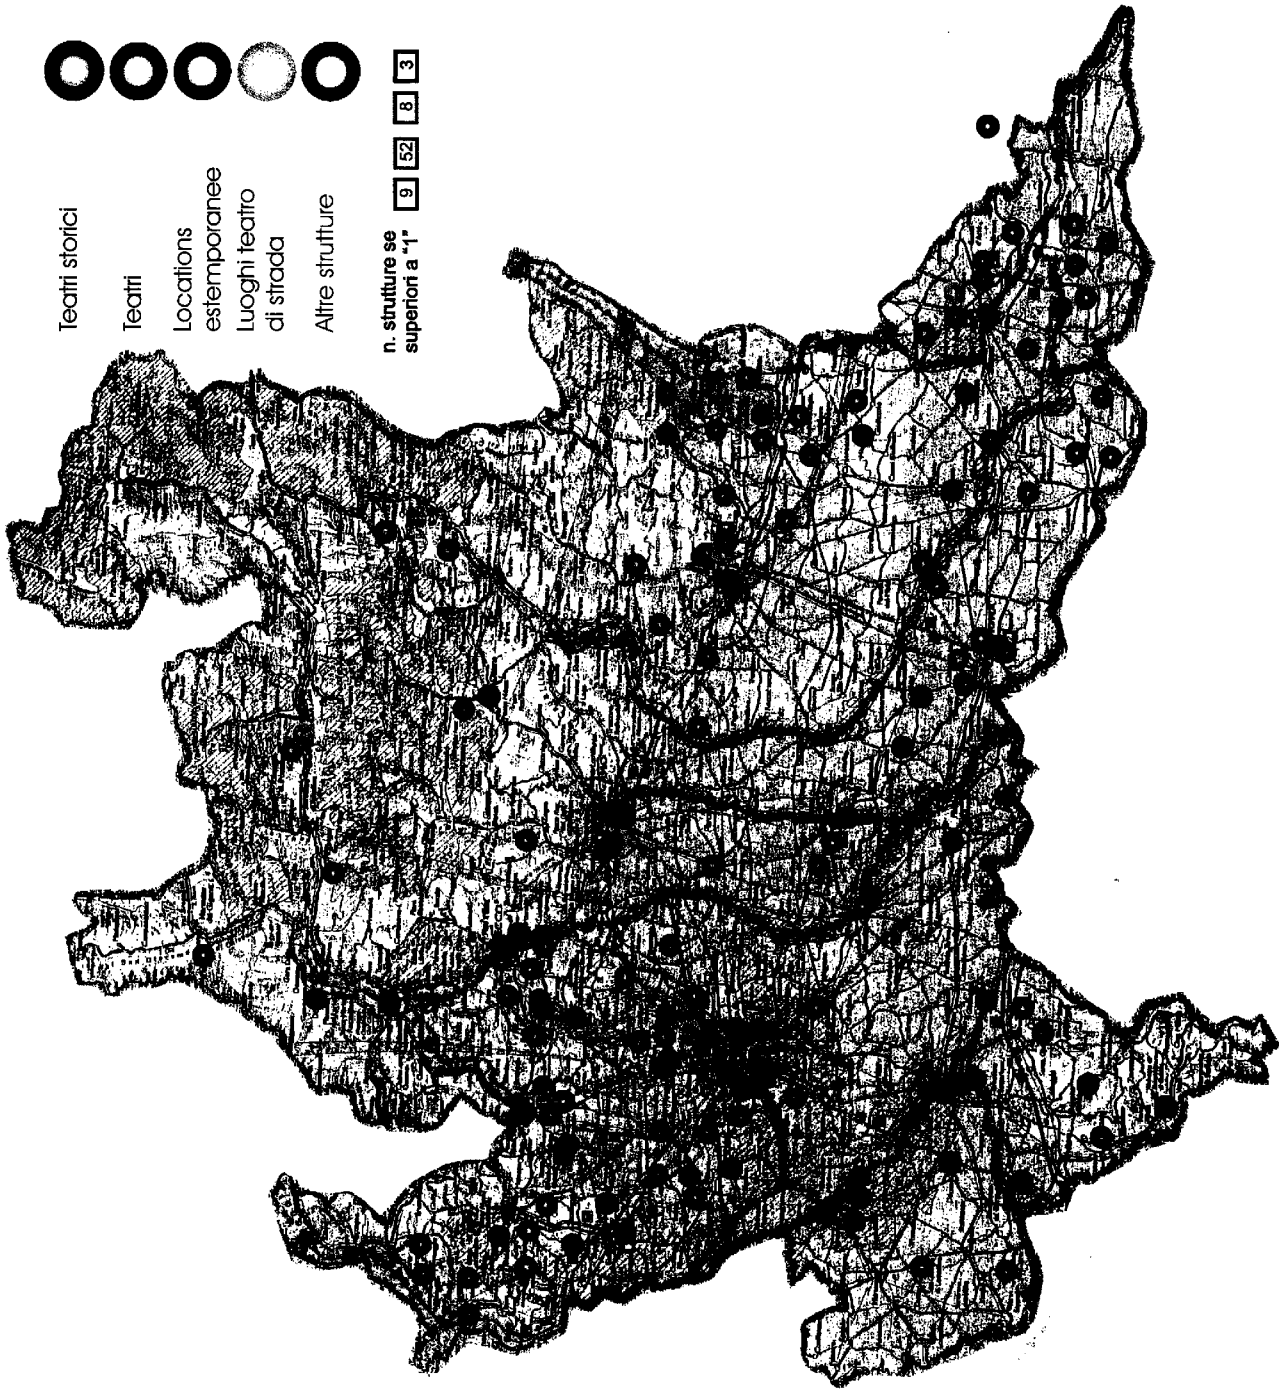 Teatri storici
Teatri
Locations
estemporanee
Luoghi teatro
di strada
Altre strutture
n. strutture se
superiori a "1"
9 52 8 3